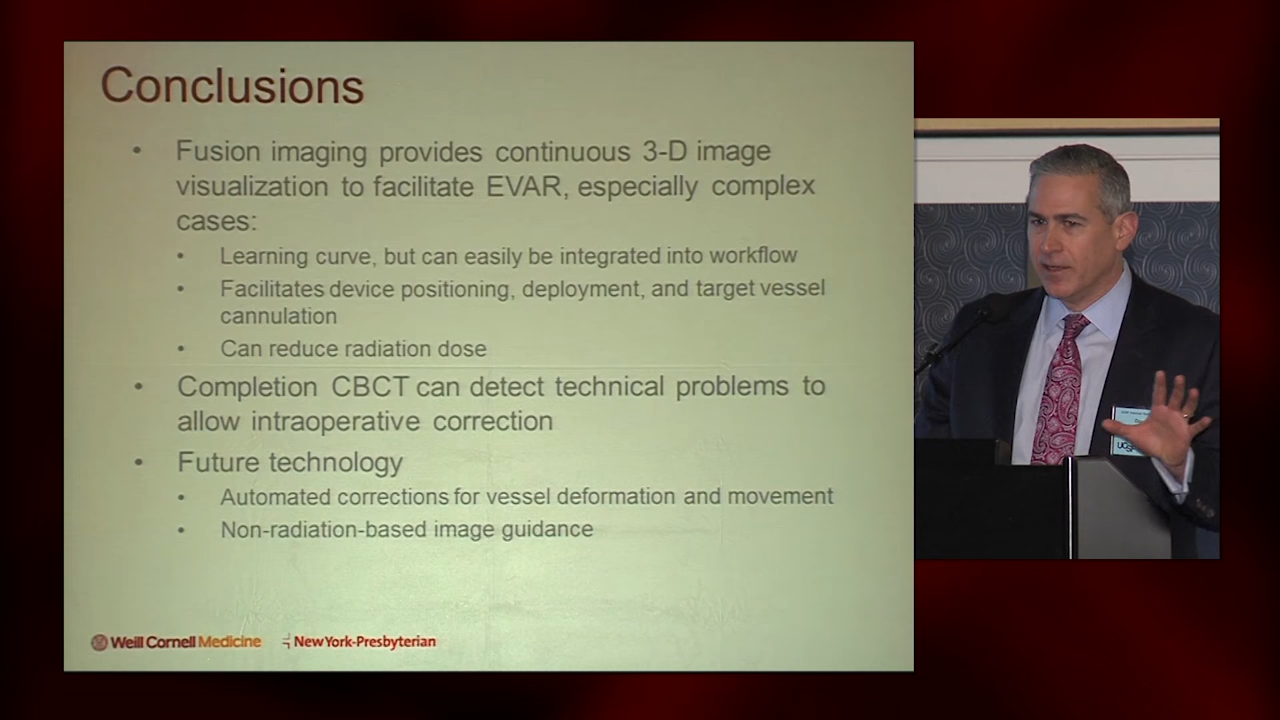 Conclusions
• Fusion imaging provides continuous 3-D image
visualization to facilitate EVAR, especially complex
cases:
• Learning curve, but can easily be integrated into workflow
• Facilitates device positioning, deployment, and target vessel
cannulation
• Can reduce radiation dose
• Completion CBCT can detect technical problems to
allow intraoperative correction
• Future technology
• Automated corrections for vessel deformation and movement
• Non-radiation-based image guidance
Weill Cornell Medicine
NewYork-Presbyterian